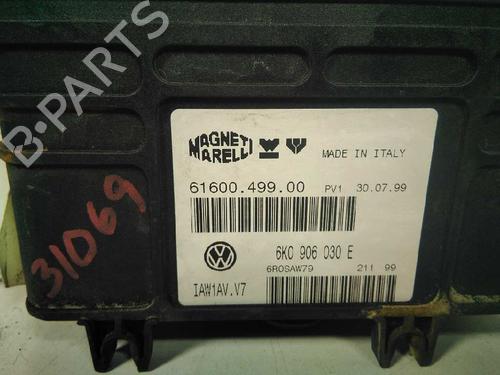 B-PARTS
MAGNETI
MARELLI
MADE IN ITALY
61600.499.00 PV1 30.07.99
6K0 906 030 E
6ROSAW79 211 99
IAW1AV.V7
31069